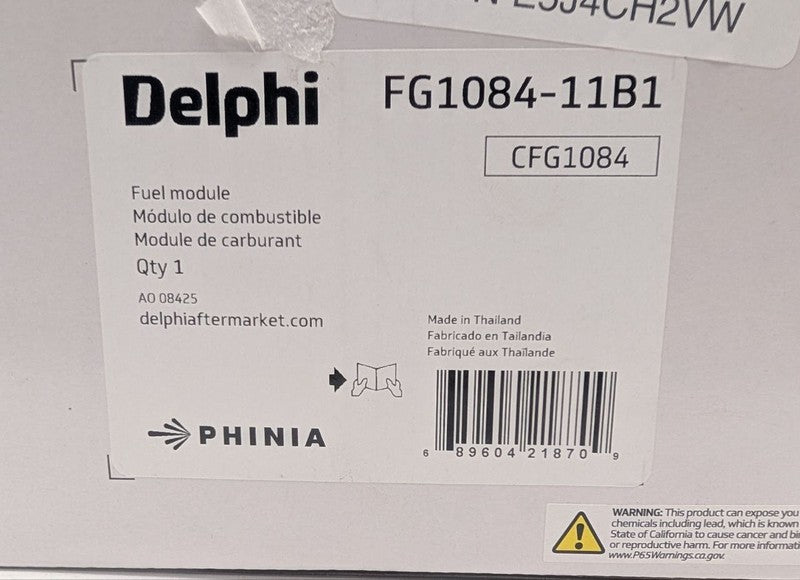 Delphi
FG1084-11B1
CFG1084
Fuel module
Módulo de combustible
Module de carburant
Qty 1
AO 08425
delphiaftermarket.com
Made in Thailand
Fabricado en Tailandia
Fabriqué aux Thaïlande
PHINIA
6 89604 21870 9
WARNING: This product can expose you
chemicals including lead, which is known
State of California to cause cancer and
or reproductive harm. For more
www.P65Warnings.ca.gov.